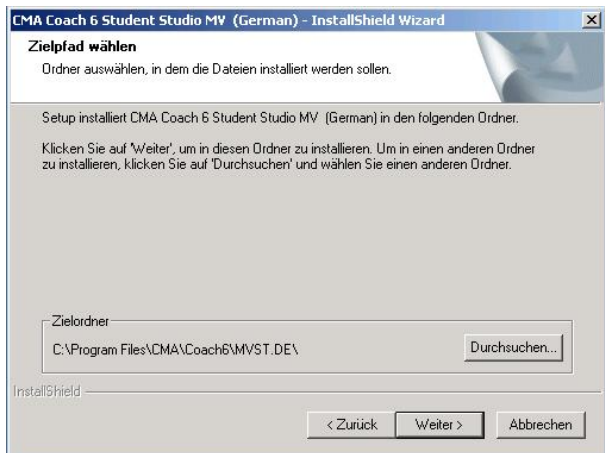 CMA Coach 6 Student Studio MV (German) - InstallShield Wizard
Zielpfad wählen
Ordner auswählen, in dem die Dateien installiert werden sollen.
Setup installiert CMA Coach 6 Student Studio MV (German) in den folgenden Ordner.
Klicken Sie auf 'Weiter', um in diesen Ordner zu installieren. Um in einen anderen Ordner
zu installieren, klicken Sie auf 'Durchsuchen' und wählen Sie einen anderen Ordner.
Zielordner
C:\Program Files\CMA\Coach6\MVST.DE\
Durchsuchen...
InstallShield
< Zurück
Weiter >
Abbrechen